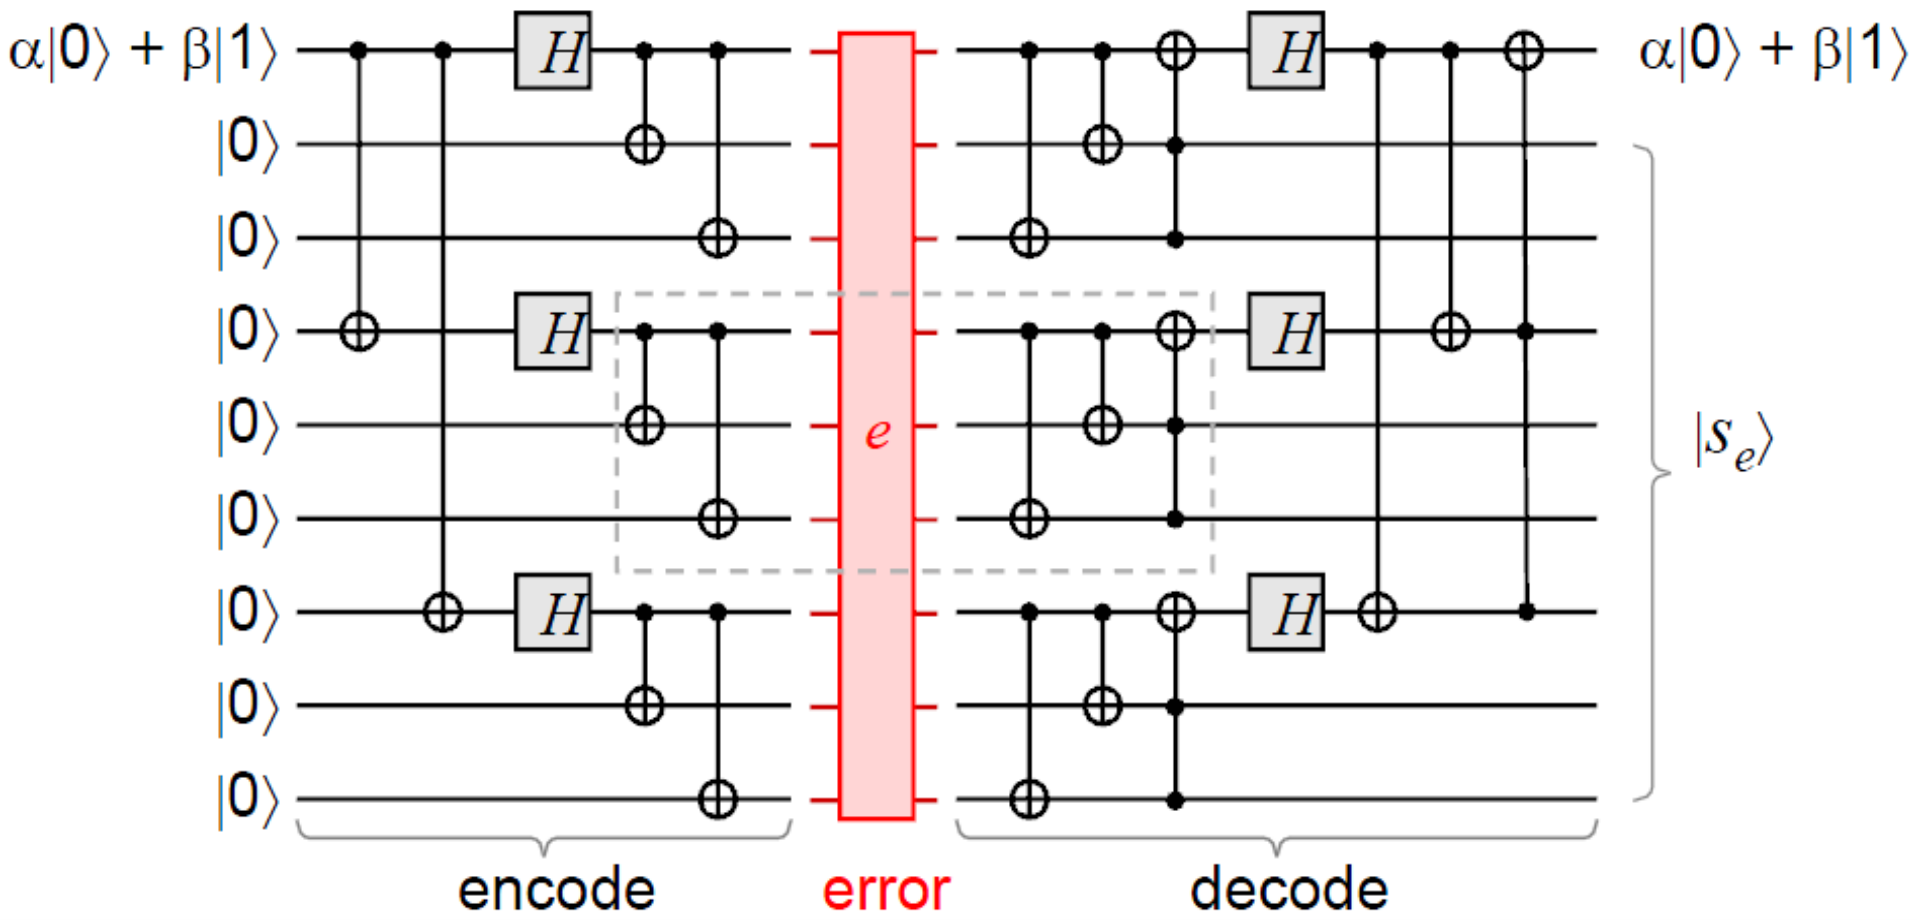 α|0⟩ + β|1⟩ H H α|0⟩ + β|1⟩
|0⟩
|0⟩
|0⟩ H H
|0⟩ e |s_e⟩
|0⟩
|0⟩ H H
|0⟩
|0⟩
encode error decode